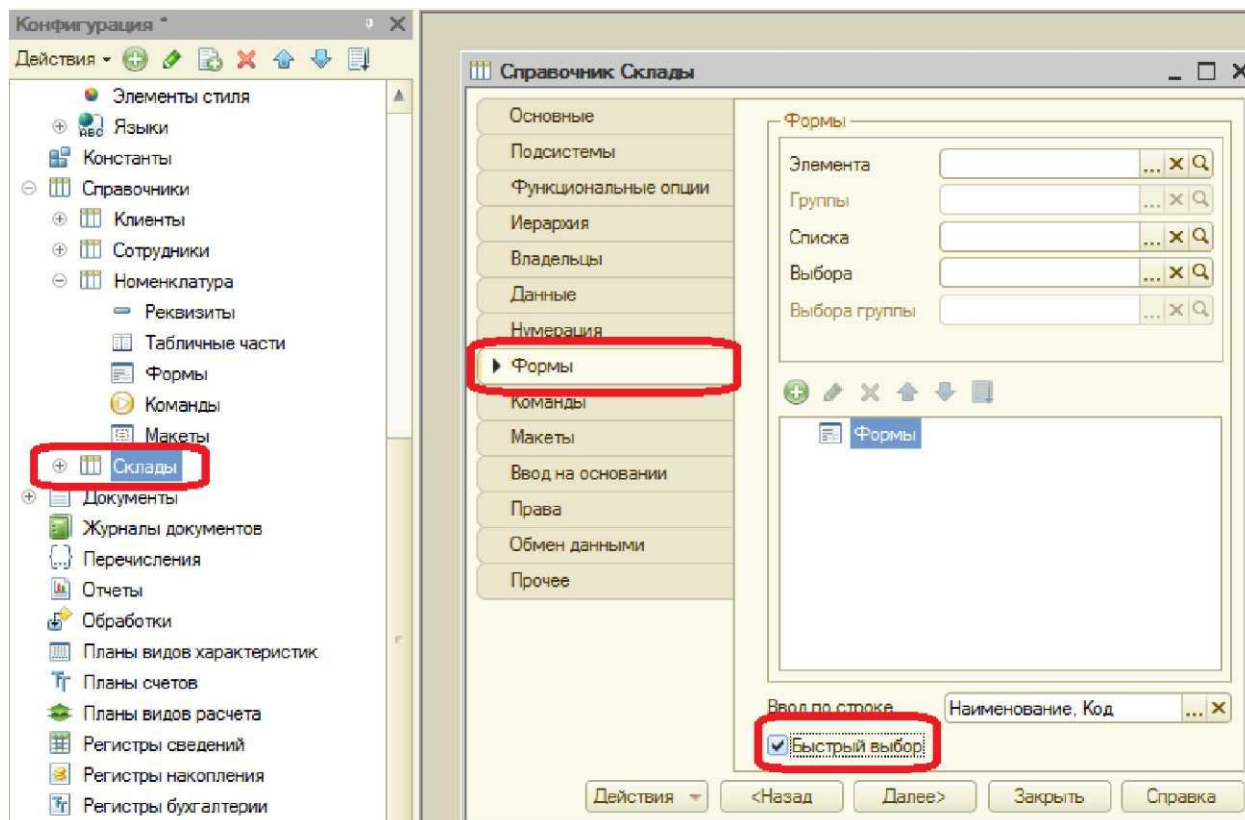 Конфигурация *
Действия
Элементы стиля
Языки
Константы
Справочники
Клиенты
Сотрудники
Номенклатура
Реквизиты
Табличные части
Формы
Команды
Макеты
Склады
Документы
Журналы документов
Перечисления
Отчеты
Обработки
Планы видов характеристик
Планы счетов
Планы видов расчета
Регистры сведений
Регистры накопления
Регистры бухгалтерии
Справочник Склады
Основные
Подсистемы
Функциональные опции
Иерархия
Владельцы
Данные
Нумерация
Формы
Команды
Макеты
Ввод на основании
Права
Обмен данными
Прочее
Формы
Элемента ...
Группы ...
Списка ...
Выбора ...
Выбора группы ...
Формы
Ввод по строке Наименование, Код ...
Быстрый выбор
Действия <Назад Далее> Закрыть Справка